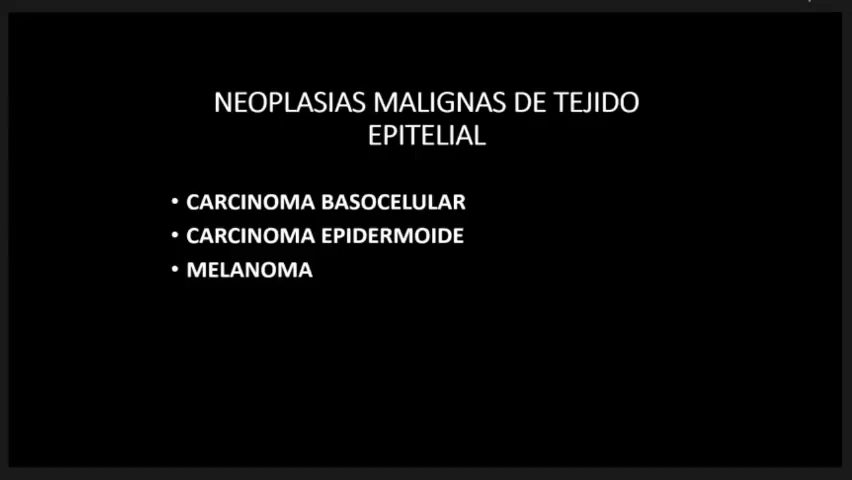 NEOPLASIAS MALIGNAS DE TEJIDO
EPITELIAL
• CARCINOMA BASOCELULAR
• CARCINOMA EPIDERMOIDE
• MELANOMA